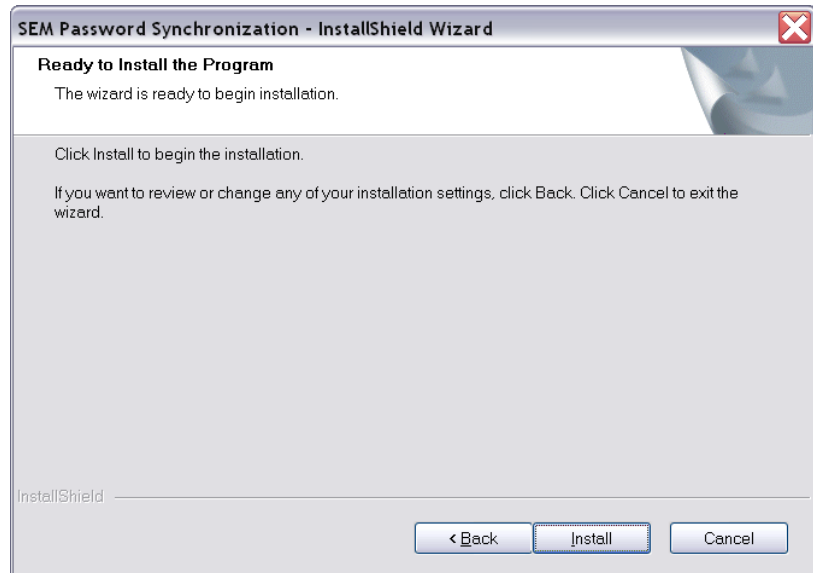 SEM Password Synchronization - InstallShield Wizard
Ready to Install the Program
The wizard is ready to begin installation.
Click Install to begin the installation.
If you want to review or change any of your installation settings, click Back. Click Cancel to exit the
wizard.
InstallShield
< Back Install Cancel